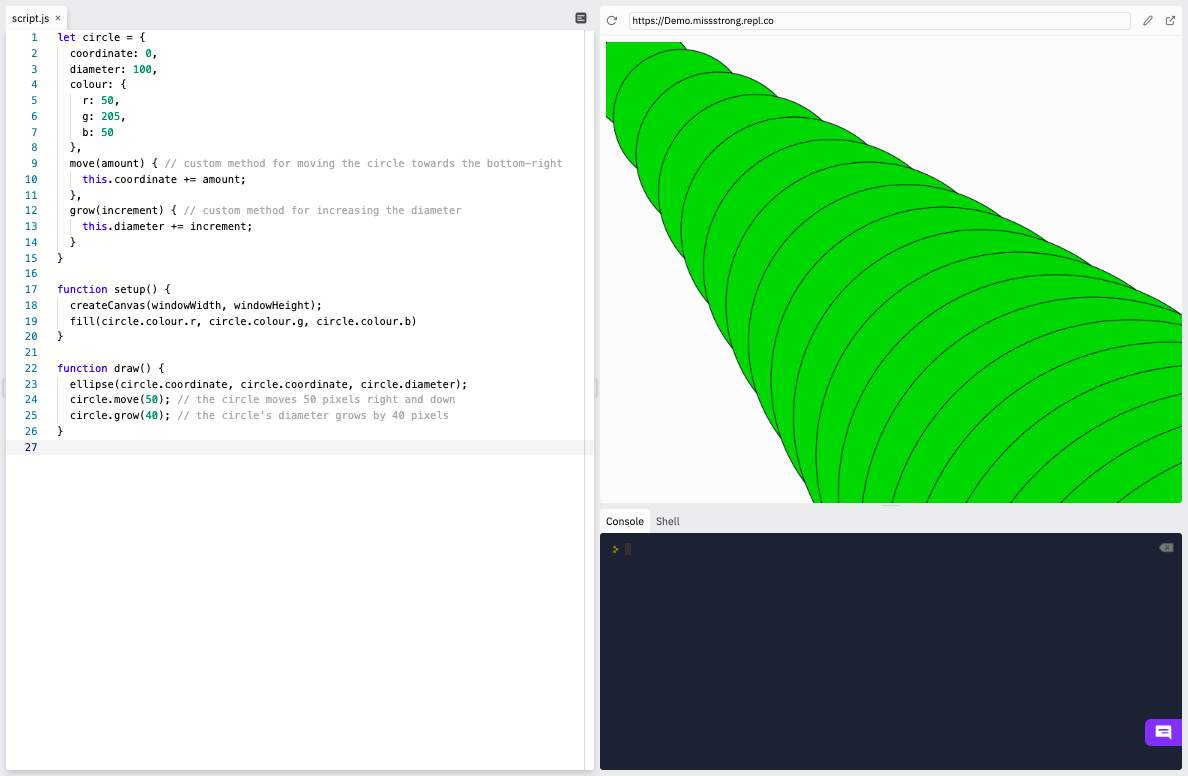 script.js ×
1 let circle = {
2   coordinate: 0,
3   diameter: 100,
4   colour: {
5     r: 50,
6     g: 205,
7     b: 50
8   },
9   move(amount) { // custom method for moving the circle towards the bottom-right
10     this.coordinate += amount;
11   },
12   grow(increment) { // custom method for increasing the diameter
13     this.diameter += increment;
14   }
15 }
16
17 function setup() {
18   createCanvas(windowWidth, windowHeight);
19   fill(circle.colour.r, circle.colour.g, circle.colour.b)
20 }
21
22 function draw() {
23   ellipse(circle.coordinate, circle.coordinate, circle.diameter);
24   circle.move(50); // the circle moves 50 pixels right and down
25   circle.grow(40); // the circle's diameter grows by 40 pixels
26 }
27
https://Demo.missstrong.repl.co
Console Shell